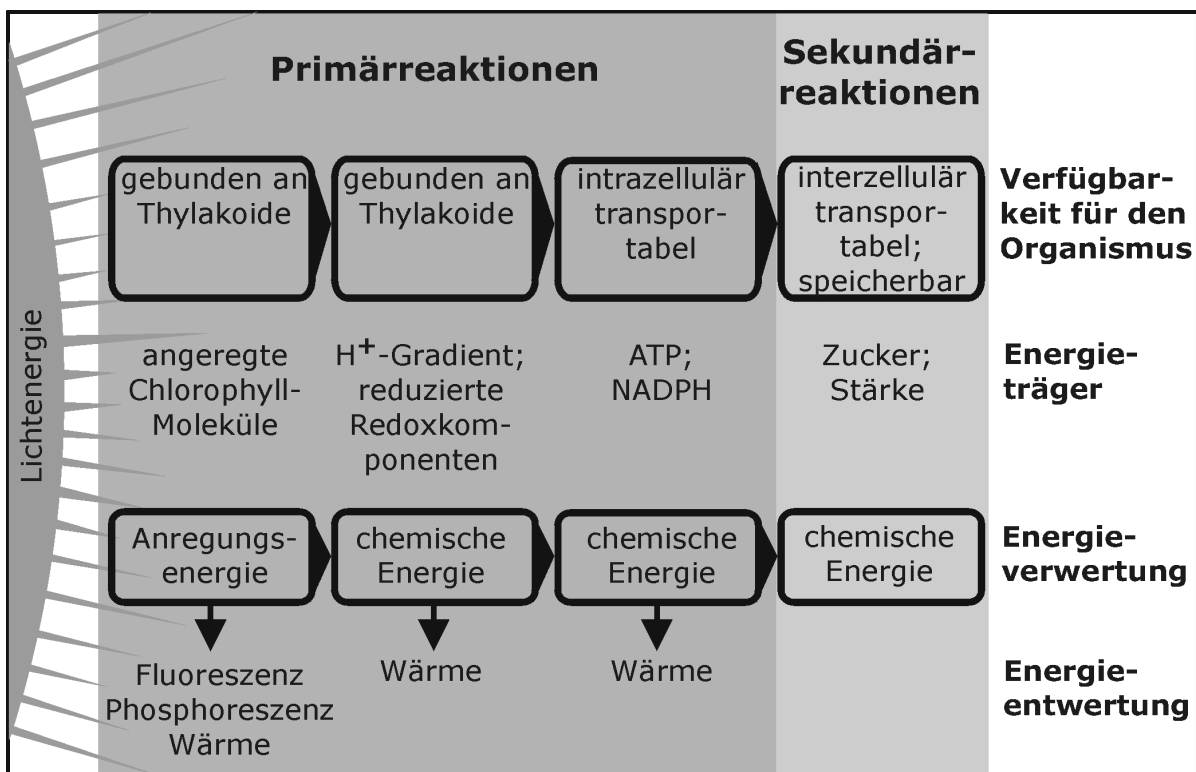 Lichtenergie
Primärreaktionen
Sekundär-
reaktionen
gebunden an
Thylakoide
gebunden an
Thylakoide
intrazellulär
transpor-
tabel
interzellulär
transpor-
tabel;
speicherbar
Verfügbar-
keit für den
Organismus
angeregte
Chlorophyll-
Moleküle
H⁺-Gradient;
reduzierte
Redoxkom-
ponenten
ATP;
NADPH
Zucker;
Stärke
Energie-
träger
Anregungs-
energie
chemische
Energie
chemische
Energie
chemische
Energie
Energie-
verwertung
Fluoreszenz
Phosphoreszenz
Wärme
Wärme
Wärme
Energie-
entwertung